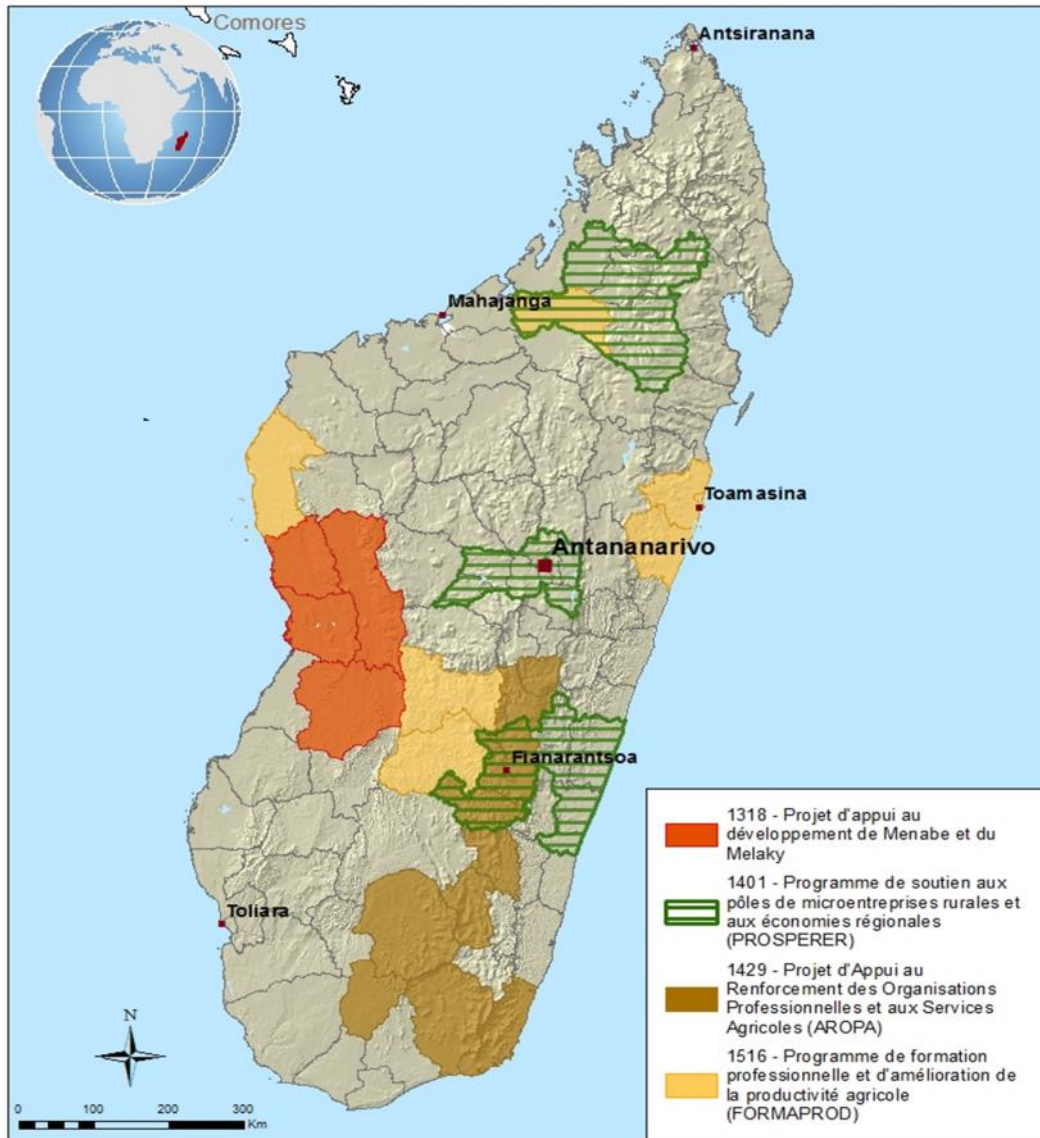 Comores
Antsiranana
Mahajanga
Toamasina
Antananarivo
Fianarantsoa
Toliara
N
0 100 200 300
Km
1318 - Projet d'appui au
développement de Menabe et du
Melaky
1401 - Programme de soutien aux
pôles de microentreprises rurales et
aux économies régionales
(PROSPERER)
1429 - Projet d'Appui au
Renforcement des Organisations
Professionnelles et aux Services
Agricoles (AROPA)
1516 - Programme de formation
professionnelle et d'amélioration de
la productivité agricole
(FORMAPROD)